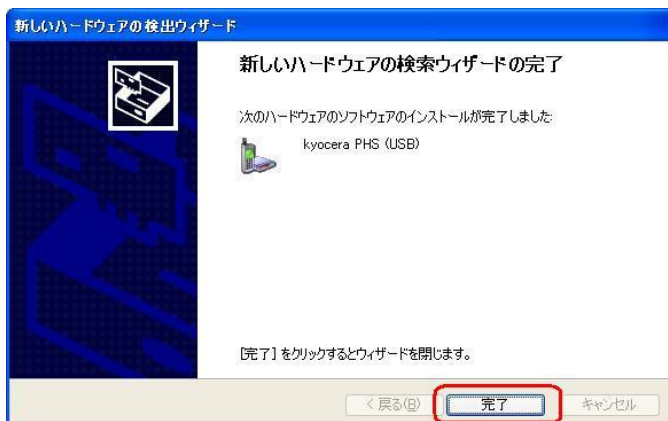 新しいハードウェアの検出ウィザード
新しいハードウェアの検索ウィザードの完了
次のハードウェアのソフトウェアのインストールが完了しました:
kyocera PHS (USB)
[完了] をクリックするとウィザードを閉じます。
< 戻る(B)
完了
キャンセル